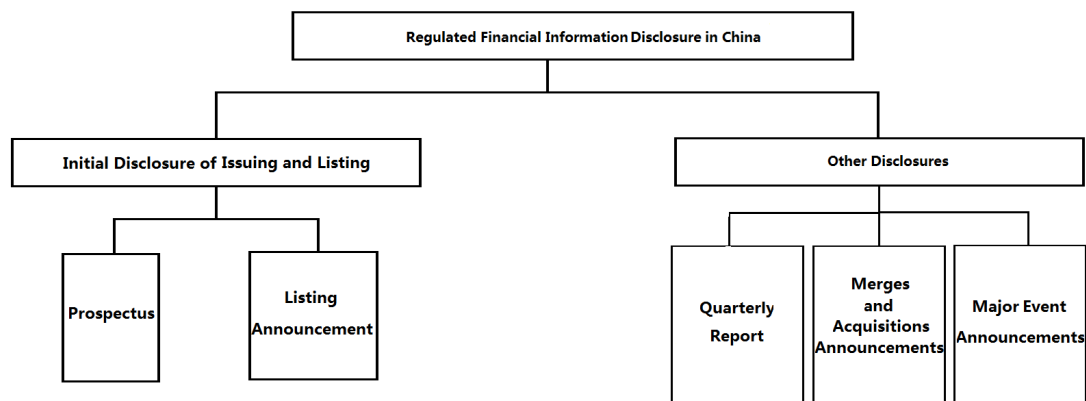 Regulated Financial Information Disclosure in China
Initial Disclosure of Issuing and Listing
Other Disclosures
Prospectus
Listing
Announcement
Quarterly
Report
Merges
and
Acquisitions
Announcements
Major Event
Announcements